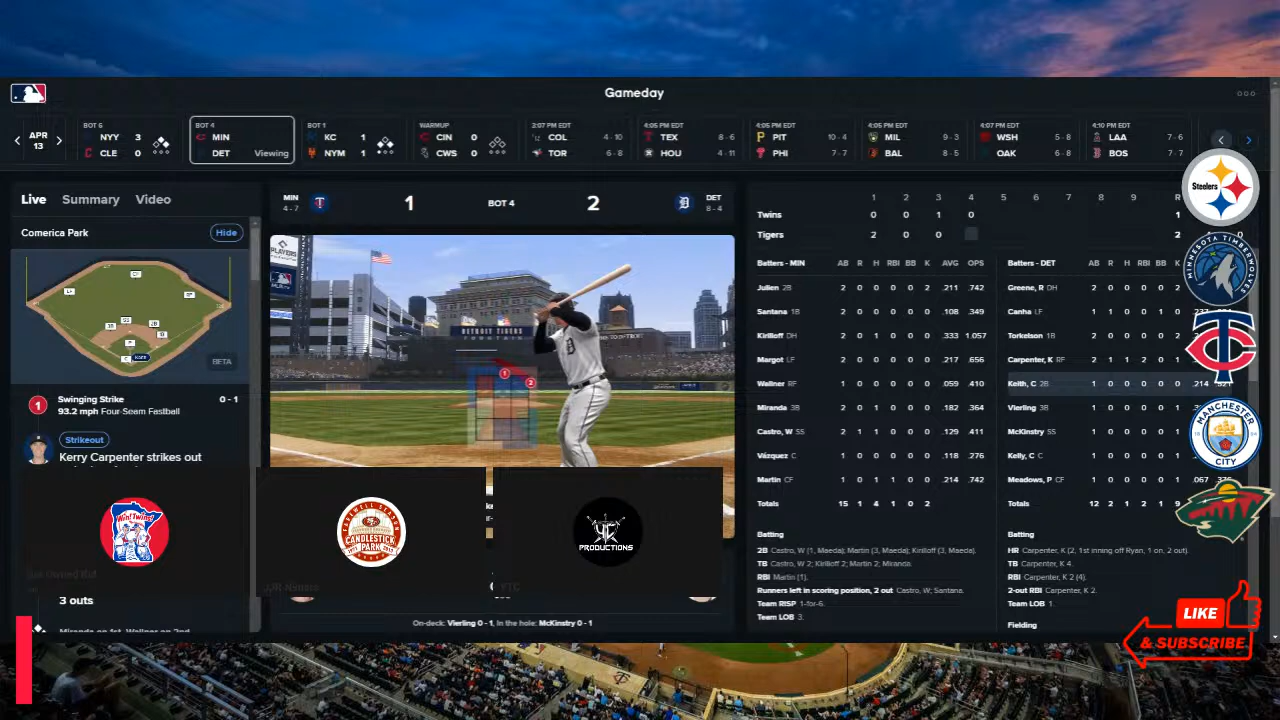 Gameday
APR
13
BOT 6
NYY 3
CLE 0
BOT 4
MIN
DET Viewing
BOT 1
KC 1
NYM 1
WARMUP
CIN 0
CWS 0
2:07 PM EDT
COL 4-10
TOR 6-8
4:05 PM EDT
TEX 8-6
HOU 4-11
4:05 PM EDT
PIT 10-4
PHI 7-7
4:05 PM EDT
MIL 9-3
BAL 8-5
4:07 PM EDT
WSH 5-8
OAK 6-8
4:10 PM EDT
LAA 7-6
BOS 7-7
Live Summary Video
Comerica Park Hide
BETA
1 Swinging Strike 0 - 1
93.2 mph Four-Seam Fastball
Strikeout
Kerry Carpenter strikes out
3 outs
Miranda on 1st, Wallner on 2nd
MIN
4-7
1
BOT 4
2
DET
8-4
PLAYERS
DETROIT TIGERS
1
2
Win! Twins!
CANDLESTICK PARK
YC
PRODUCTIONS
On-deck: Vierling 0 - 1, In the hole: McKinstry 0 - 1
1 2 3 4 5 6 7 8 9 R
Twins 0 0 1 0 1
Tigers 2 0 0 2 0
Batters - MIN AB R H RBI BB K AVG OPS
Julien 2B 2 0 0 0 0 2 .211 .742
Santana 1B 2 0 0 0 0 0 .108 .349
Kirilloff DH 2 0 1 0 0 0 .333 1.057
Margot LF 2 0 0 0 0 0 .217 .656
Wallner RF 1 0 0 0 0 0 .059 .410
Miranda 3B 2 0 1 0 0 0 .182 .364
Castro, W SS 2 1 1 0 0 0 .129 .411
Vázquez C 1 0 0 0 0 0 .118 .276
Martin CF 1 0 1 1 0 0 .214 .742
Totals 15 1 4 1 0 2
Batting
2B Castro, W (1, Maeda); Martin (3, Maeda); Kirilloff (3, Maeda).
TB Castro, W 2; Kirilloff 2; Martin 2; Miranda.
RBI Martin (1).
Runners left in scoring position, 2 out Castro, W; Santana.
Team RISP 1-for-6.
Team LOB 3.
Batters - DET AB R H RBI BB K
Greene, R DH 2 0 0 0 0 2
Canha LF 1 1 0 0 1 0
Torkelson 1B 2 0 0 0 0
Carpenter, K RF 2 1 1 2 0 1
Keith, C 2B 1 0 0 0 0 0 .214
Vierling 3B 1 0 0 0 0 1
McKinstry SS 1 0 0 0 0 1
Kelly, C C 1 0 0 0 0 1
Meadows, P CF 1 0 0 0 0 1 .067
Totals 12 2 1 2 1
Batting
HR Carpenter, K (2, 1st inning off Ryan, 1 on, 2 out).
TB Carpenter, K 4.
RBI Carpenter, K 2 (4).
2-out RBI Carpenter, K 2.
Team LOB 1.
Fielding
Steelers
MINNESOTA TIMBERWOLVES
MANCHESTER
CITY
LIKE
& SUBSCRIBE